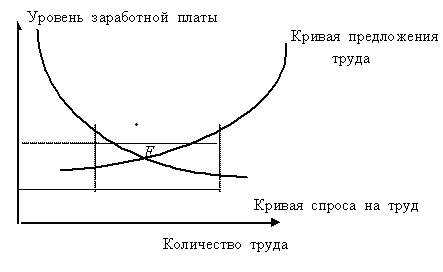 Уровень заработной платы
Кривая предложения
труда
E
Кривая спроса на труд
Количество труда